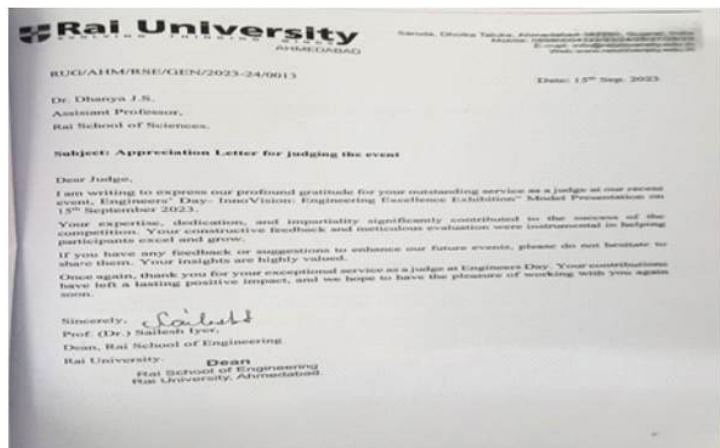 Rai University
AHMEDABAD
Saroda, Dholka Taluka, Ahmedabad
RUG/AHM/RSE/GEN/2023-24/0013
Date: 15th Sep. 2023
Dr. Dhanya J.S.
Assistant Professor,
Rai School of Sciences.
Subject: Appreciation Letter for judging the event
Dear Judge,
I am writing to express our profound gratitude for your outstanding service as a judge at our recent
event, Engineers' Day- InnoVision: Engineering Excellence Exhibition" Model Presentation on
15th September 2023.
Your expertise, dedication, and impartiality significantly contributed to the success of the
competition. Your constructive feedback and meticulous evaluation were instrumental in helping
participants excel and grow.
If you have any feedback or suggestions to enhance our future events, please do not hesitate to
share them. Your insights are highly valued.
Once again, thank you for your exceptional service as a judge at Engineers Day. Your contributions
have left a lasting positive impact, and we hope to have the pleasure of working with you again
soon.
Sincerely,
Prof. (Dr.) Sailesh Iyer,
Dean, Rai School of Engineering
Rai University.
Dean
Rai School of Engineering
Rai University, Ahmedabad.